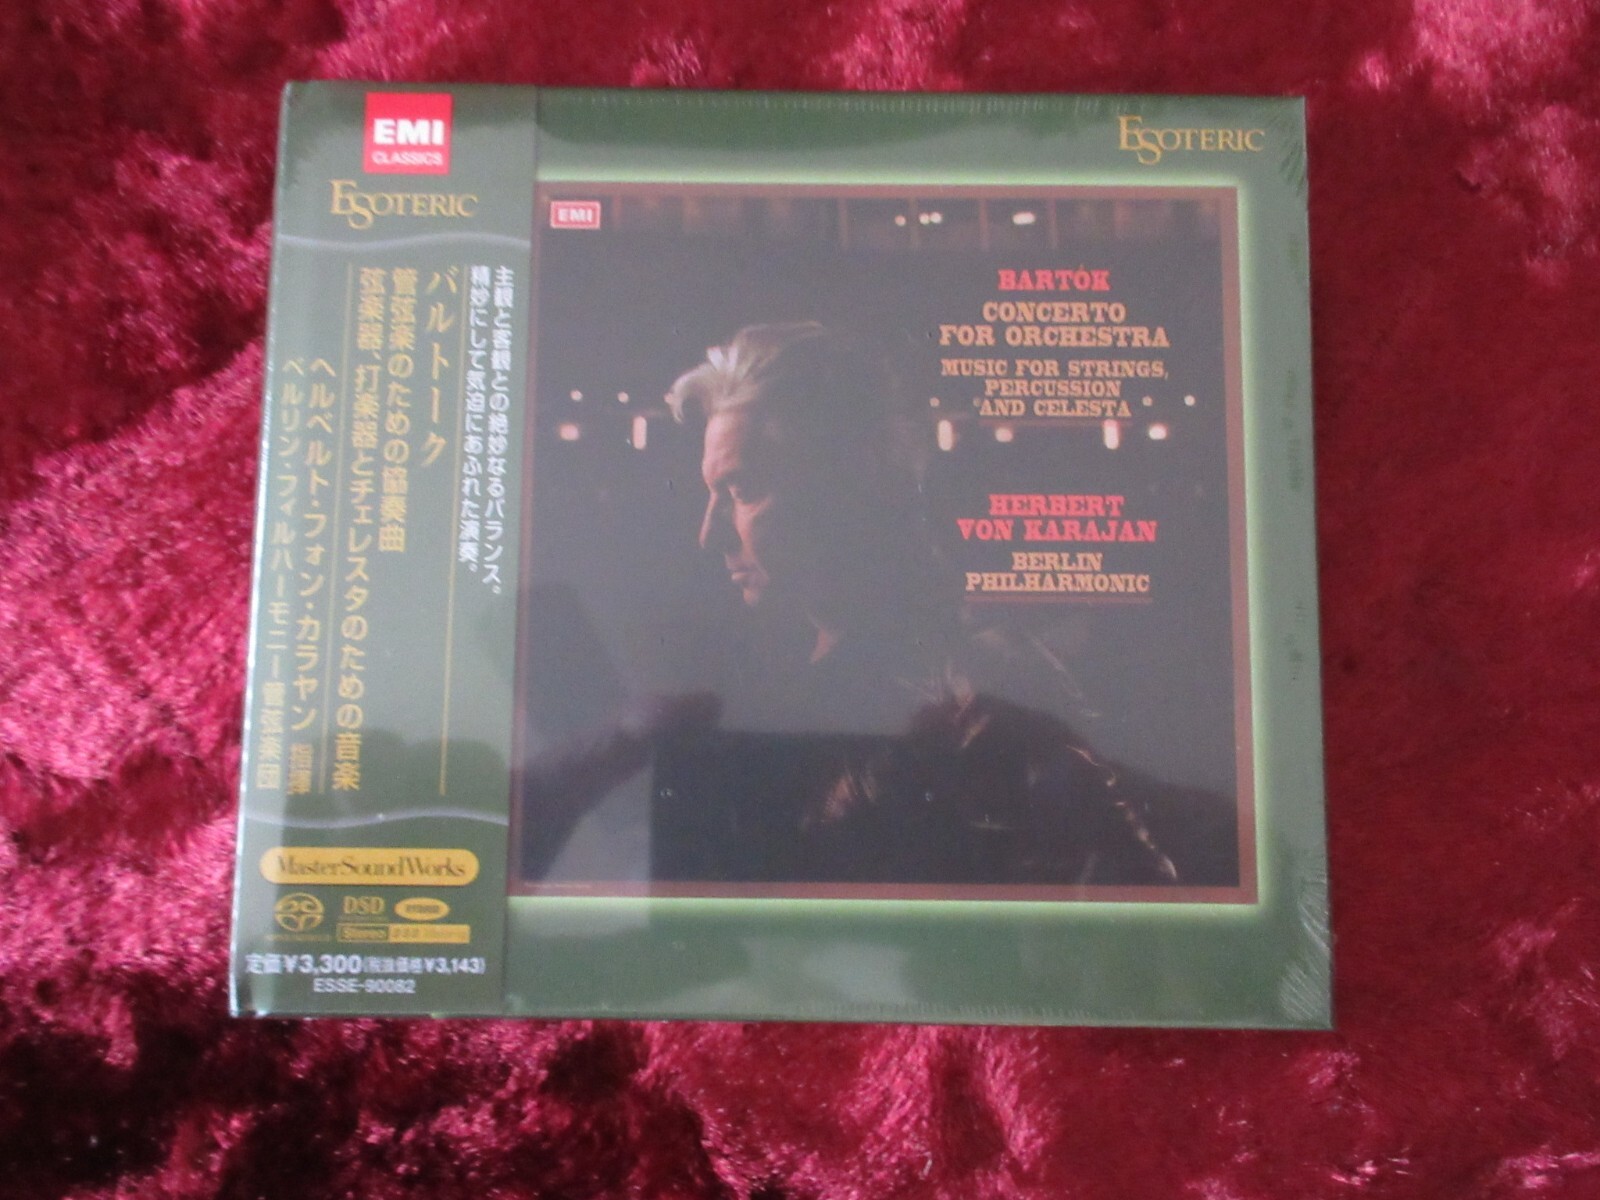 EMI
CLASSICS
ESOTERIC
主観と客観との絶妙なるバランス。
精妙にして気迫にあふれた演奏。
バルトーク
管弦楽のための協奏曲
弦楽器、打楽器とチェレスタのための音楽
ヘルベルト・フォン・カラヤン 指揮
ベルリン・フィルハーモニー管弦楽団
MasterSoundWorks
DSD
Stereo
定価¥3,300(税抜価格¥3,143)
ESSE-90082
ESOTERIC
EMI
BARTÓK
CONCERTO
FOR ORCHESTRA
MUSIC FOR STRINGS,
PERCUSSION
AND CELESTA
HERBERT
VON KARAJAN
BERLIN
PHILHARMONIC